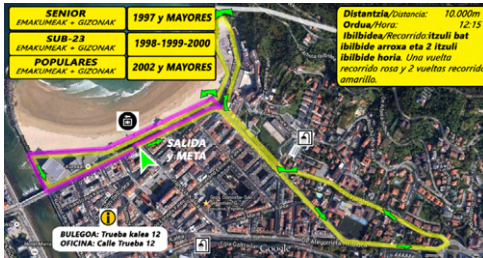 SENIOR
EMAKUMEAK + GIZONAK
1997 y MAYORES
SUB-23
EMAKUMEAK + GIZONAK
1998-1999-2000
POPULARES
EMAKUMEAK + GIZONAK
2002 y MAYORES
Distantzia/Distancia: 10.000m
Ordua/Hora: 12:15
Ibilbidea/Recorrido:itzuli bat
ibilbide arroxa eta 2 itzuli
ibilbide horia. Una vuelta
recorrido rosa y 2 vueltas recorrido
amarillo.
SALIDA
y META
BULEGOA: Trueba kalea 12
OFICINA: Calle Trueba 12
Google